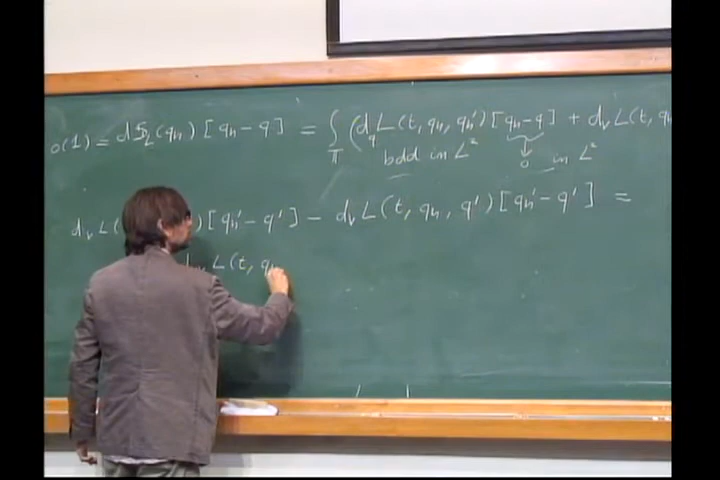 o(1) = d𝕊_L(q_n)[q_n - q] = ∫_𝕋 (d_q L(t, q_n, q_n')[q_n - q] + d_v L(t, q_n
bdd in L² ↓ 0 in L²
d_v L( )[q_n' - q'] - d_v L(t, q_n, q')[q_n' - q'] =
L(t, q_n